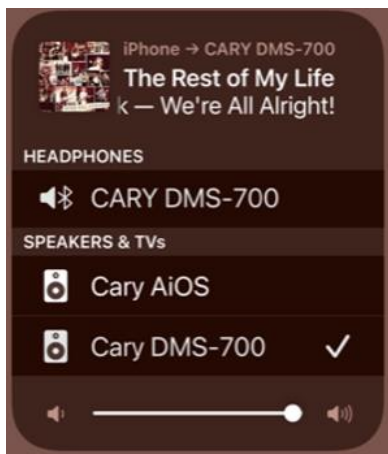 iPhone → CARY DMS-700
The Rest of My Life
k — We're All Alright!
HEADPHONES
CARY DMS-700
SPEAKERS & TVs
Cary AiOS
Cary DMS-700